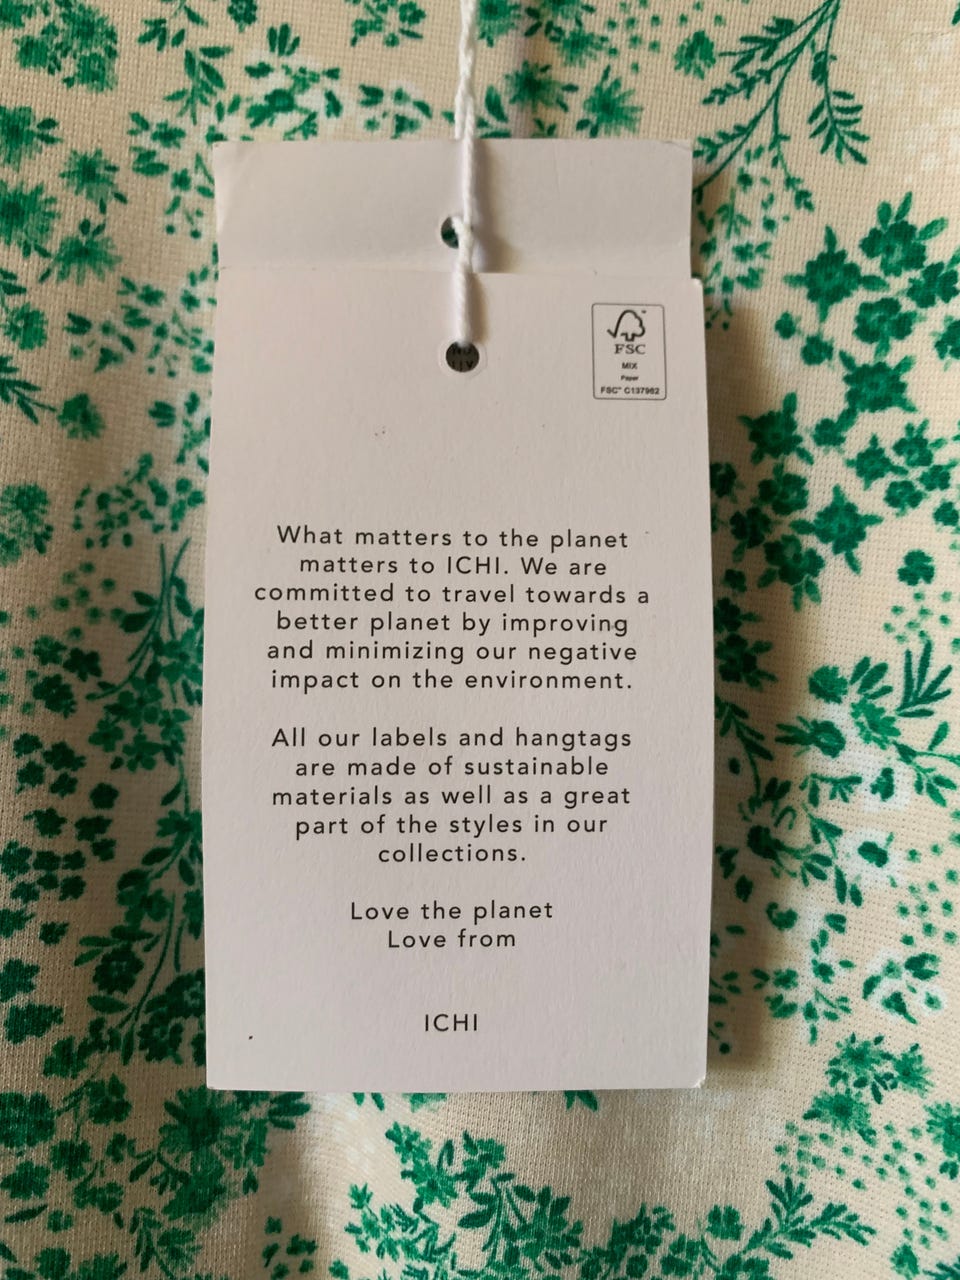 FSC
MIX
Paper
FSC™ C137962
What matters to the planet
matters to ICHI. We are
committed to travel towards a
better planet by improving
and minimizing our negative
impact on the environment.
All our labels and hangtags
are made of sustainable
materials as well as a great
part of the styles in our
collections.
Love the planet
Love from
ICHI